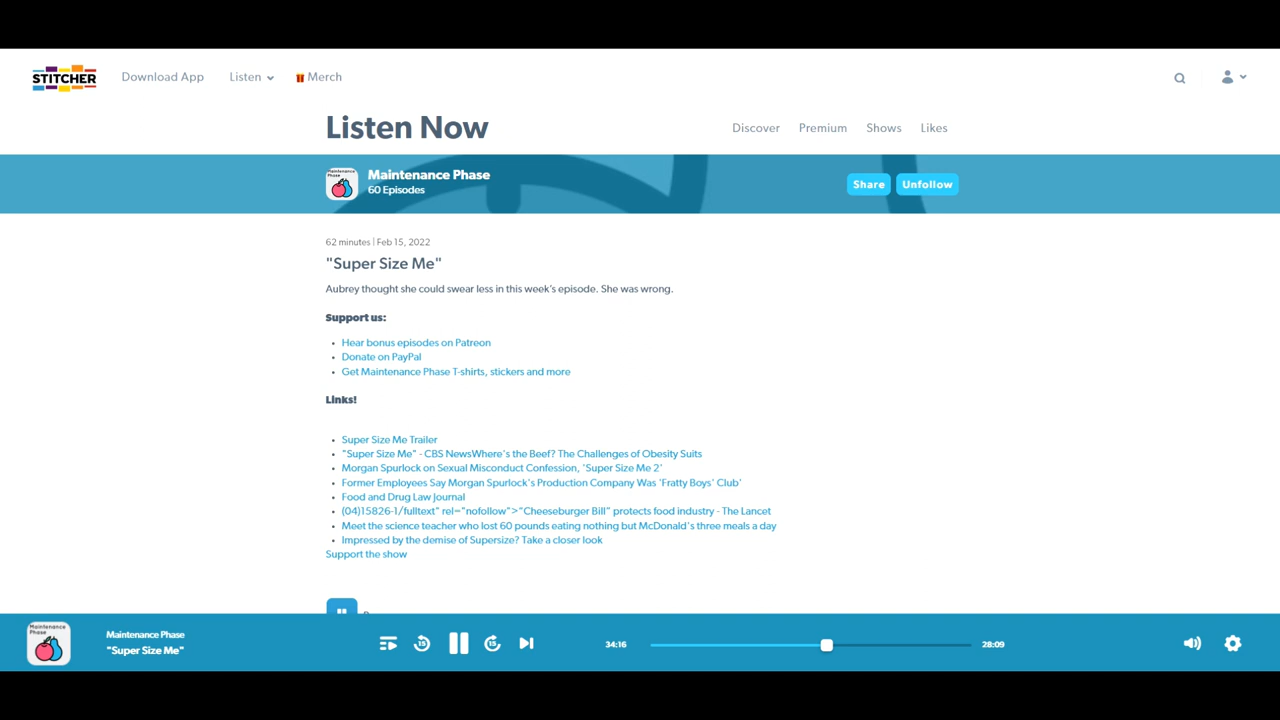 STITCHER Download App Listen Merch
Listen Now Discover Premium Shows Likes
Maintenance Phase
Maintenance Phase
60 Episodes
Share Unfollow
62 minutes | Feb 15, 2022
"Super Size Me"
Aubrey thought she could swear less in this week's episode. She was wrong.
Support us:
• Hear bonus episodes on Patreon
• Donate on PayPal
• Get Maintenance Phase T-shirts, stickers and more
Links!
• Super Size Me Trailer
• "Super Size Me" - CBS NewsWhere's the Beef? The Challenges of Obesity Suits
• Morgan Spurlock on Sexual Misconduct Confession, 'Super Size Me 2'
• Former Employees Say Morgan Spurlock's Production Company Was 'Fratty Boys' Club'
• Food and Drug Law Journal
• (04)15826-1/fulltext" rel="nofollow">"Cheeseburger Bill" protects food industry - The Lancet
• Meet the science teacher who lost 60 pounds eating nothing but McDonald's three meals a day
• Impressed by the demise of Supersize? Take a closer look
Support the show
Maintenance Phase
Maintenance Phase
"Super Size Me"
15 15
34:16 28:09